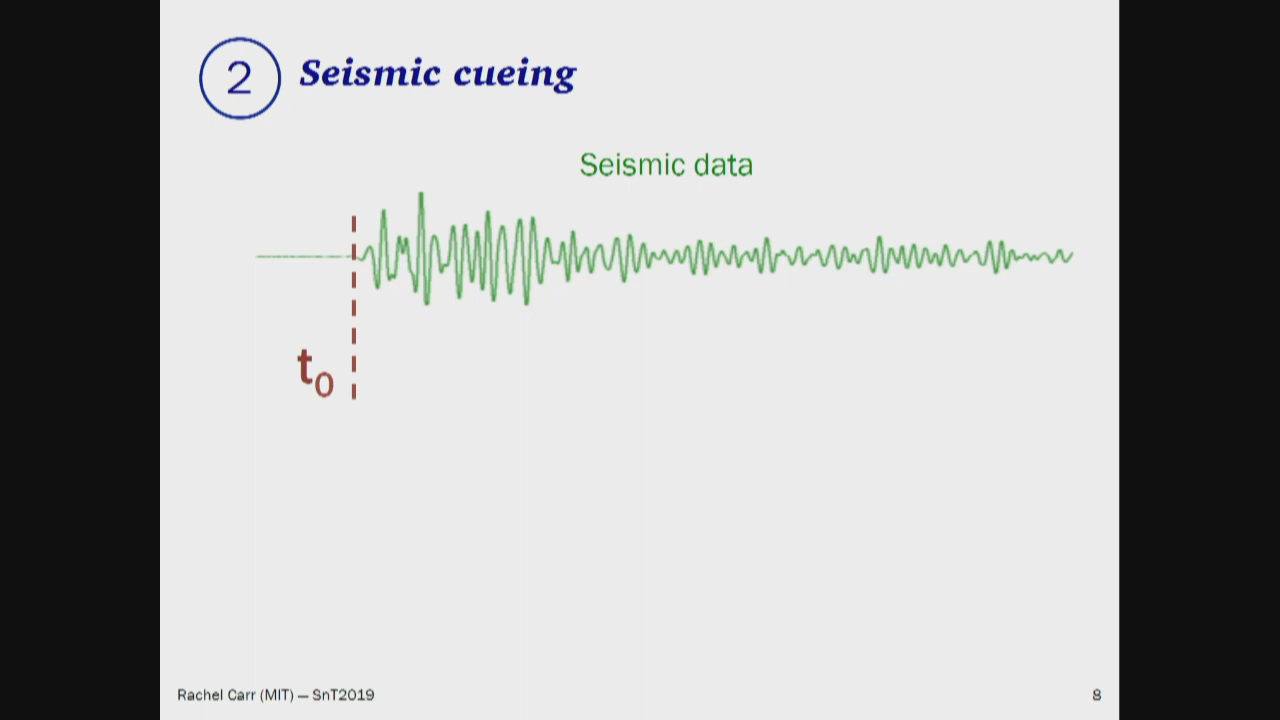 2 Seismic cueing
Seismic data
t₀
Rachel Carr (MIT) — SnT2019
8